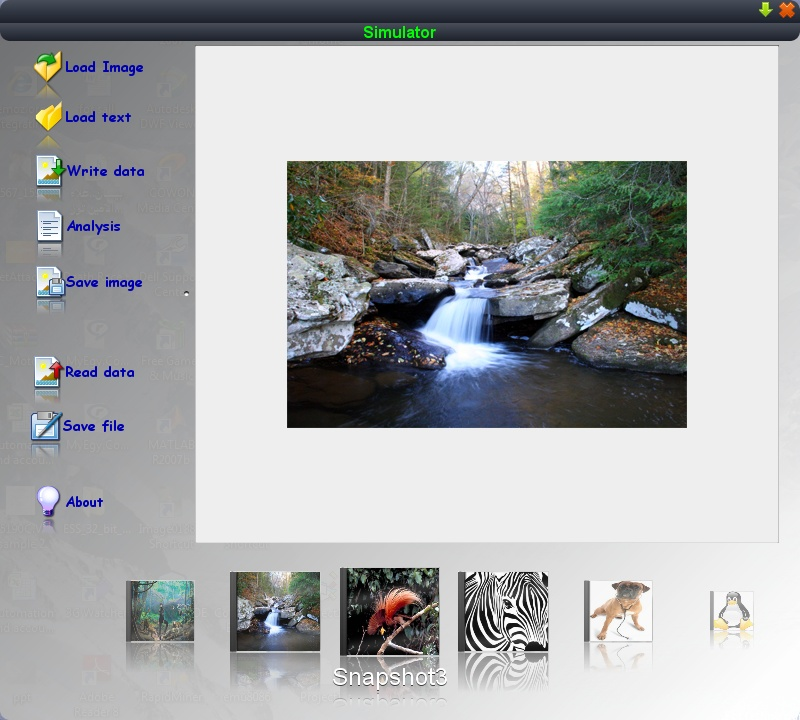 Simulator
Load Image
Load text
Write data
Analysis
Save image
Read data
Save file
About
Snapshot3